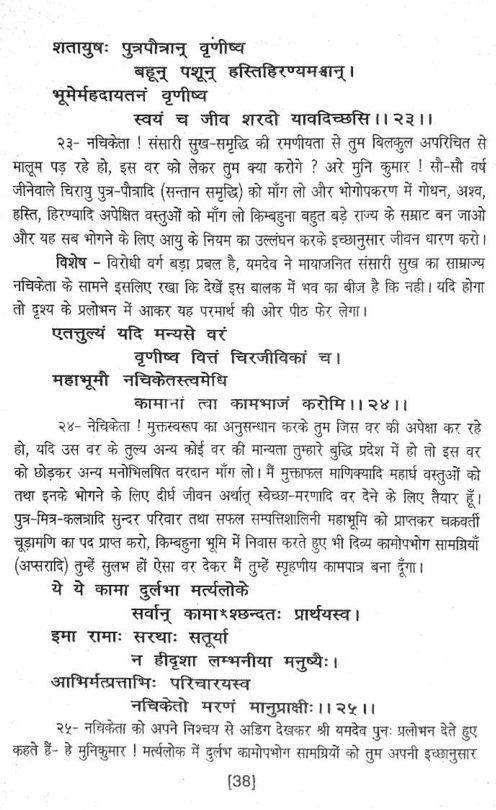 शतायुषः पुत्रपौत्रान् वृणीष्व
बहून् पशून् हस्तिहिरण्यमश्वान्।
भूमेर्महदायतनं वृणीष्व
स्वयं च जीव शरदो यावदिच्छसि।।२३।।
२३- नचिकेता ! संसारी सुख-समृद्धि की रमणीयता से तुम बिलकुल अपरिचित से
मालूम पड़ रहे हो, इस वर को लेकर तुम क्या करोगे ? अरे मुनि कुमार ! सौ-सौ वर्ष
जीनेवाले चिरायु पुत्र-पौत्रादि (सन्तान समृद्धि) को माँग लो और भोगोपकरण में गोधन, अश्व,
हस्ति, हिरण्यादि अपेक्षित वस्तुओं को माँग लो किम्बहुना बहुत बड़े राज्य के सम्राट बन जाओ
और यह सब भोगने के लिए आयु के नियम का उल्लंघन करके इच्छानुसार जीवन धारण करो।
विशेष – विरोधी वर्ग बड़ा प्रबल है, यमदेव ने मायाजनित संसारी सुख का साम्राज्य
नचिकेता के सामने इसलिए रखा कि देखें इस बालक में भव का बीज है कि नही। यदि होगा
तो दृश्य के प्रलोभन में आकर यह परमार्थ की ओर पीठ फेर लेगा।
एतत्तुल्यं यदि मन्यसे वरं
वृणीष्व वित्तं चिरजीविकां च।
महाभूमौ नचिकेतस्त्वमेधि
कामानां त्वा कामभाजं करोमि।।२४।।
२४- नेचिकेता ! मुक्तस्वरूप का अनुसन्धान करके तुम जिस वर की अपेक्षा कर रहे
हो, यदि उस वर के तुल्य अन्य कोई वर की मान्यता तुम्हारे बुद्धि प्रदेश में हो तो इस वर
को छोड़कर अन्य मनोभिलषित वरदान माँग लो। मैं मुक्ताफल माणिक्यादि महार्घ वस्तुओं को
तथा इनके भोगने के लिए दीर्घ जीवन अर्थात् स्वेच्छा-मरणादि वर देने के लिए तैयार हूँ।
पुत्र-मित्र-कलत्रादि सुन्दर परिवार तथा सफल सम्पत्तिशालिनी महाभूमि को प्राप्तकर चक्रवर्ती
चूड़ामणि का पद प्राप्त करो, किम्बहुना भूमि में निवास करते हुए भी दिव्य कामोपभोग सामग्रियाँ
(अप्सरादि) तुम्हें सुलभ हों ऐसा वर देकर मैं तुम्हें स्पृहणीय कामपात्र बना दूँगा।
ये ये कामा दुर्लभा मर्त्यलोके
सर्वान् कामाꣳश्छन्दतः प्रार्थयस्व।
इमा रामाः सरथाः सतूर्या
न हीदृशा लम्भनीया मनुष्यैः।
आभिर्मत्प्रत्ताभिः परिचारयस्व
नचिकेतो मरणं मानुप्राक्षीः।।२५।।
२५- नचिकेता को अपने निश्चय से अडिग देखकर श्री यमदेव पुनः प्रलोभन देते हुए
कहते हैं- हे मुनिकुमार ! मर्त्यलोक में दुर्लभ कामोपभोग सामग्रियों को तुम अपनी इच्छानुसार
[38]